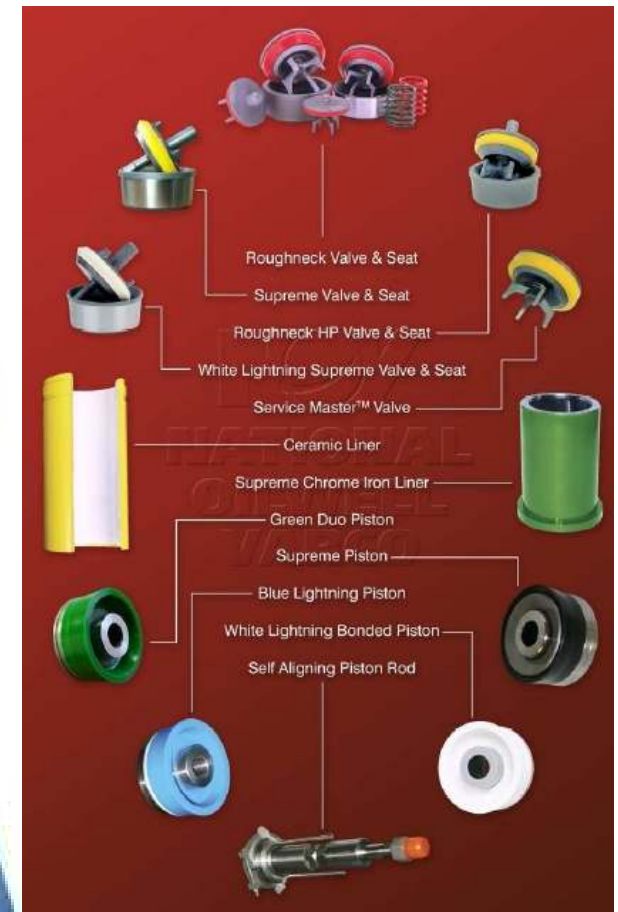 Roughneck Valve & Seat
Supreme Valve & Seat
Roughneck HP Valve & Seat
White Lightning Supreme Valve & Seat
Service Master™ Valve
Ceramic Liner
NATIONAL
Supreme Chrome Iron Liner
OILWELL
Green Duo Piston
VARCO
Supreme Piston
Blue Lightning Piston
White Lightning Bonded Piston
Self Aligning Piston Rod